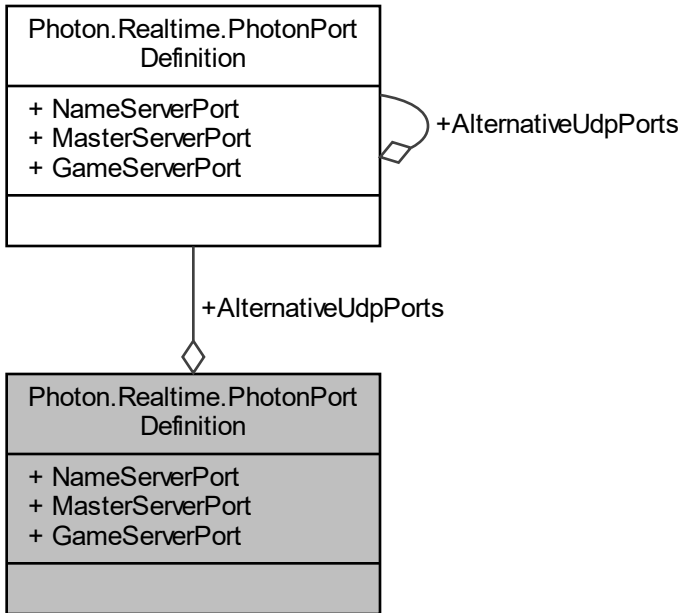 Photon.Realtime.PhotonPort
Definition
+ NameServerPort
+ MasterServerPort
+ GameServerPort
+AlternativeUdpPorts
+AlternativeUdpPorts
Photon.Realtime.PhotonPort
Definition
+ NameServerPort
+ MasterServerPort
+ GameServerPort